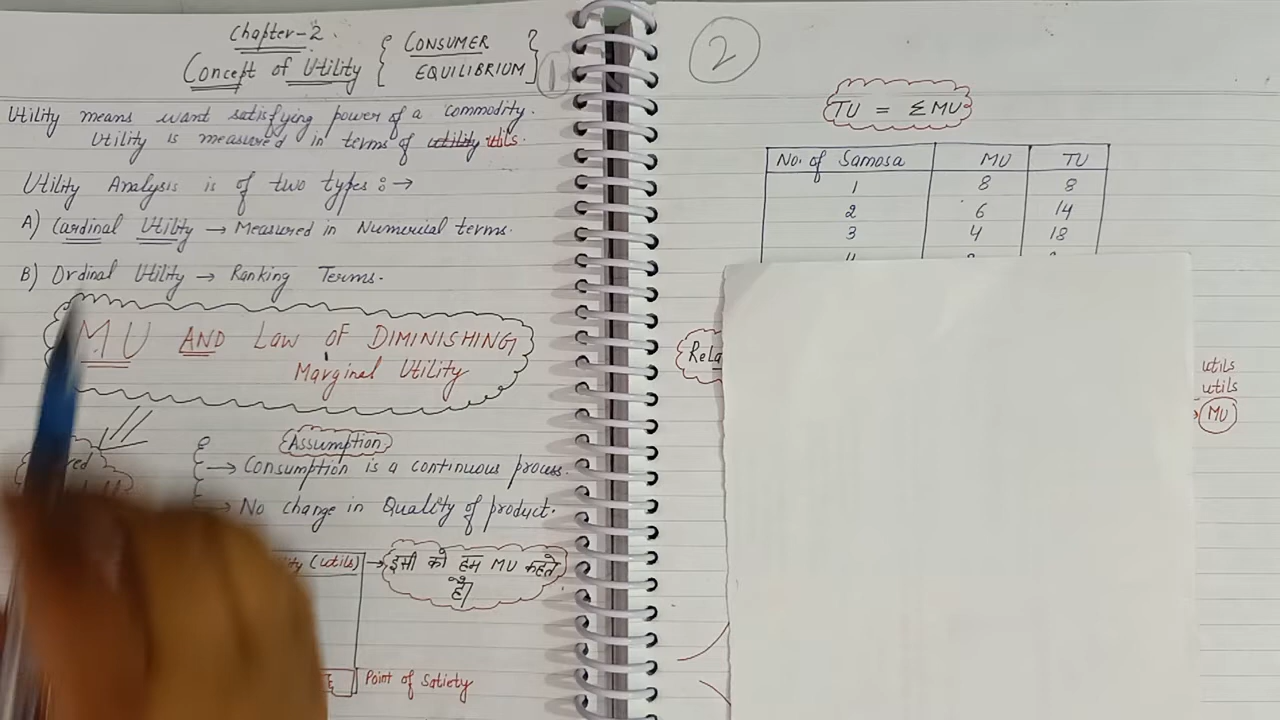 Chapter-2
Concept of Utility { CONSUMER EQUILIBRIUM }
1
Utility means want satisfying power of a commodity.
Utility is measured in terms of utility utils.
Utility Analysis is of two types :→
A) Cardinal Utility → Measured in Numerical terms.
B) Ordinal Utility → Ranking Terms.
MU AND Law of DIMINISHING
Marginal Utility
Assumption
→ Consumption is a continuous process.
→ No change in Quality of product.
(utils) → इसी को हम MU कहते
है।
Point of Satiety
2
TU = ΣMU
No. of Samosa MU TU
1 8 8
2 6 14
3 4 18
Rela
utils
utils
MU